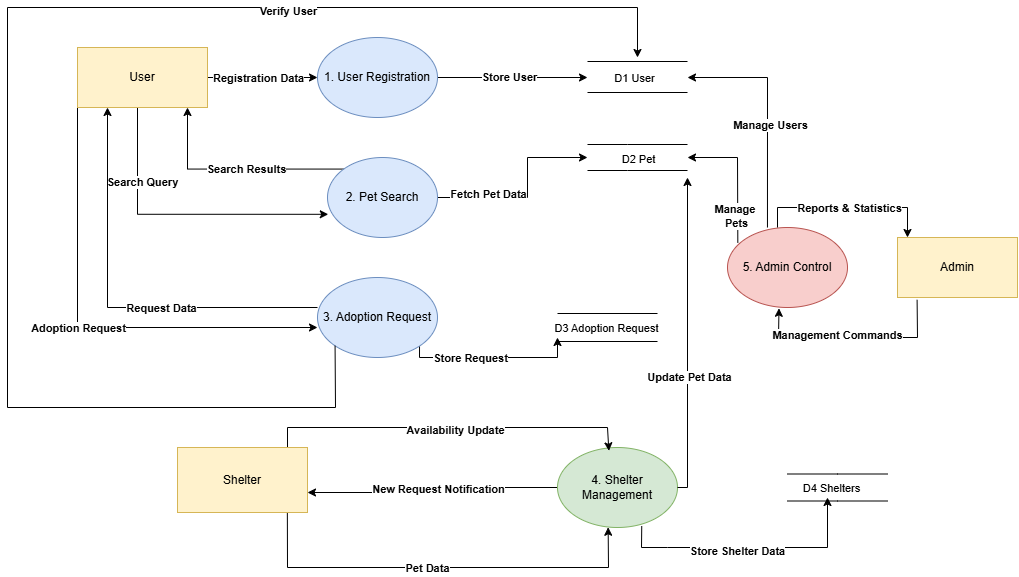 Verify User
User
Registration Data
1. User Registration
Store User
D1 User
Manage Users
Search Results
Search Query
2. Pet Search
Fetch Pet Data
D2 Pet
Manage
Pets
Reports & Statistics
5. Admin Control
Admin
Management Commands
Request Data
Adoption Request
3. Adoption Request
Store Request
D3 Adoption Request
Update Pet Data
Availability Update
Shelter
New Request Notification
4. Shelter
Management
D4 Shelters
Store Shelter Data
Pet Data